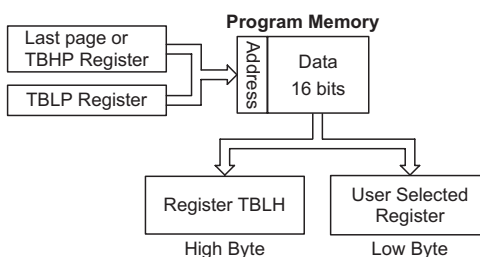 Program Memory
Last page or
TBHP Register
TBLP Register
Address
Data
16 bits
Register TBLH
User Selected
Register
High Byte
Low Byte